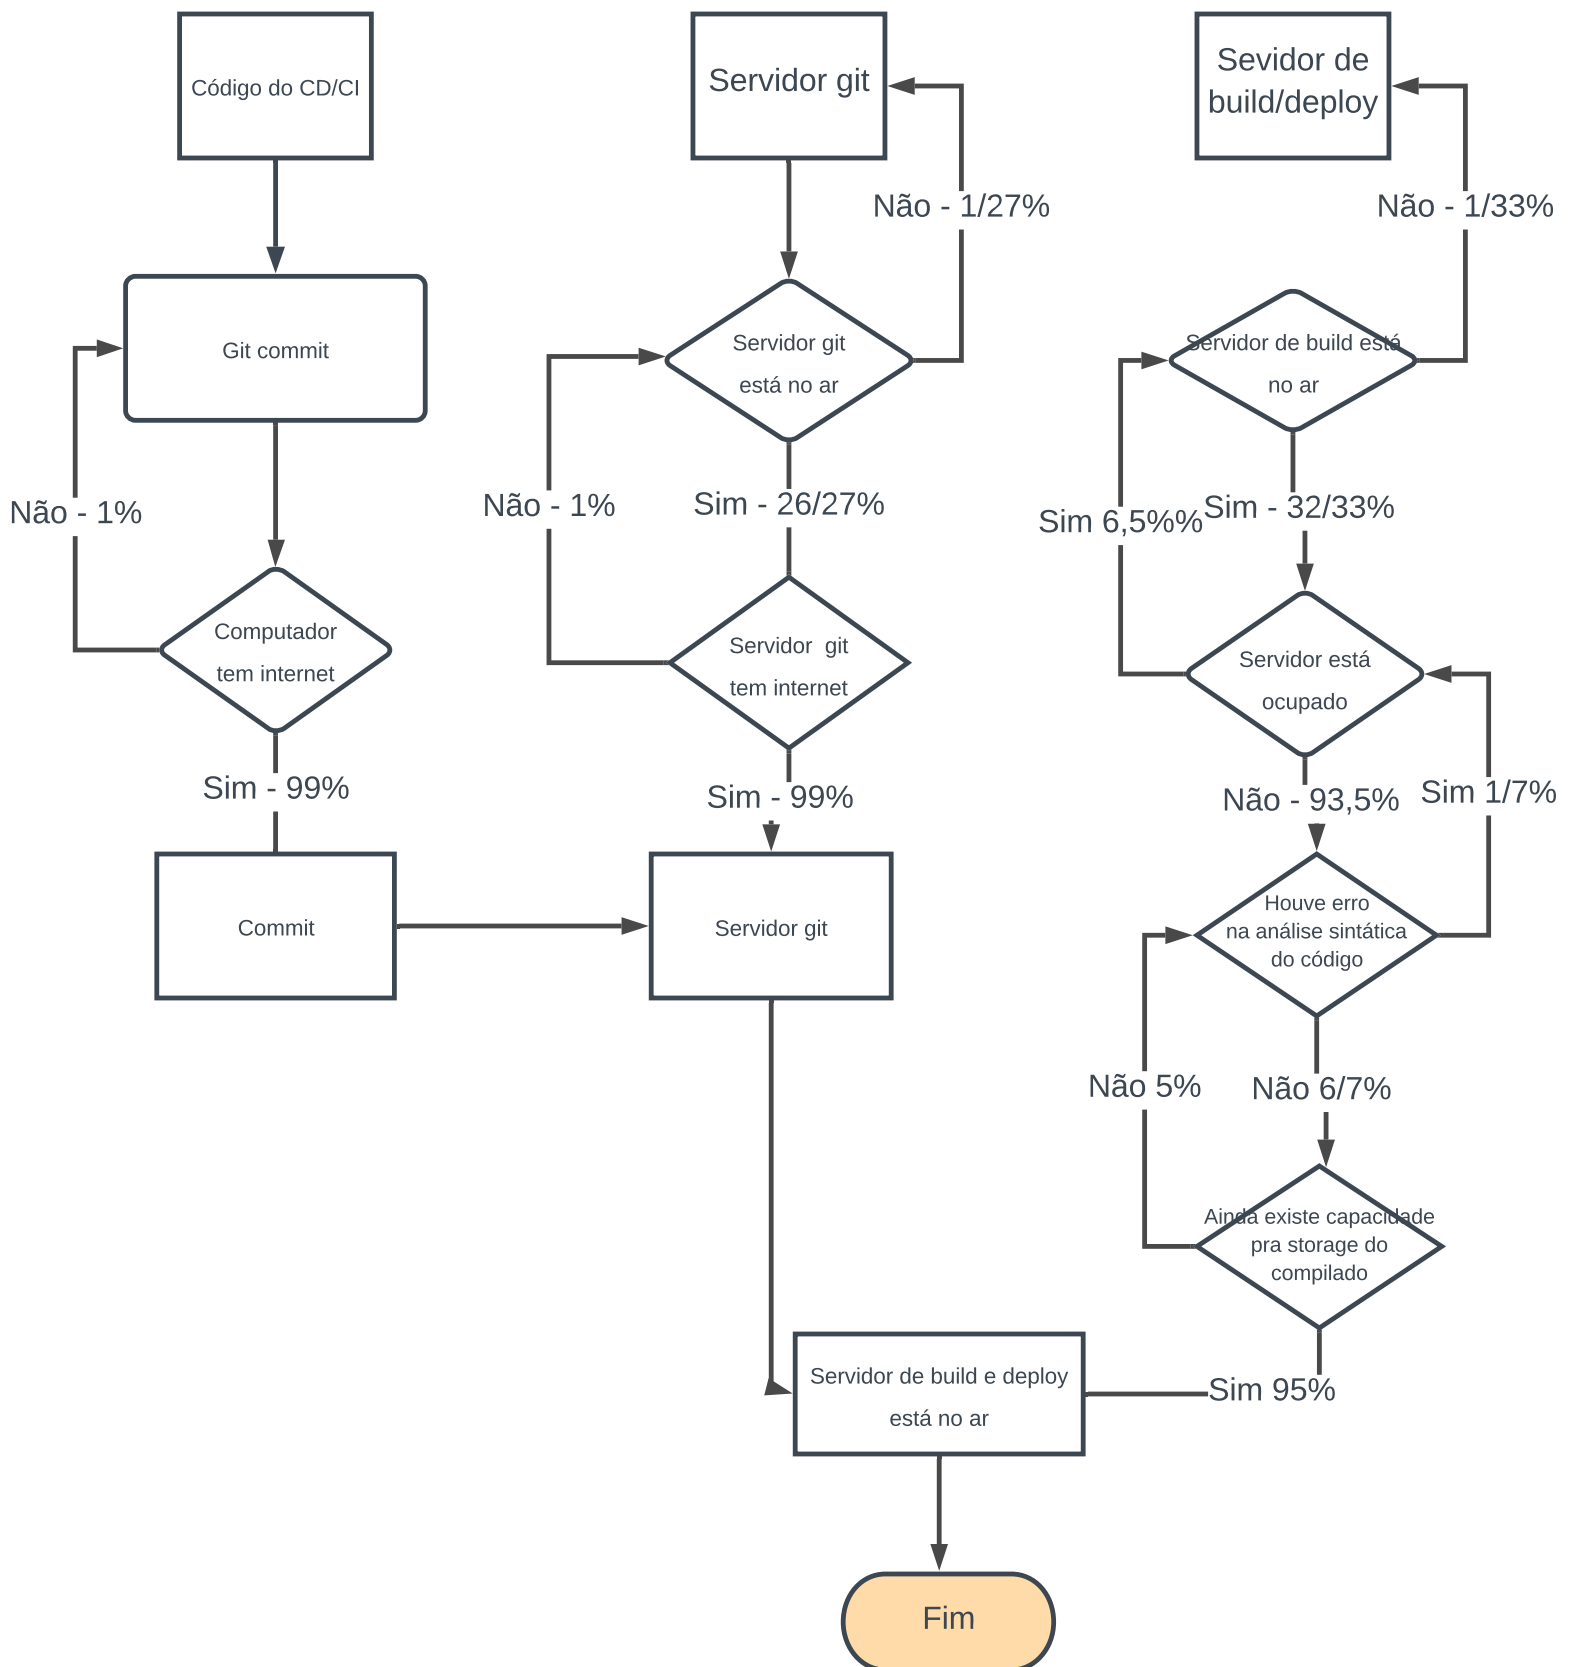 Código do CD/CI
Servidor git
Sevidor de
build/deploy
Não - 1/27%
Não - 1/33%
Git commit
Servidor git
está no ar
Servidor de build está
no ar
Não - 1%
Não - 1%
Sim - 26/27%
Sim 6,5%%
Sim - 32/33%
Computador
tem internet
Servidor  git
tem internet
Servidor está
ocupado
Sim - 99%
Sim - 99%
Não - 93,5%
Sim 1/7%
Commit
Servidor git
Houve erro
na análise sintática
do código
Não 5%
Não 6/7%
Ainda existe capacidade
pra storage do
compilado
Servidor de build e deploy
está no ar
Sim 95%
Fim